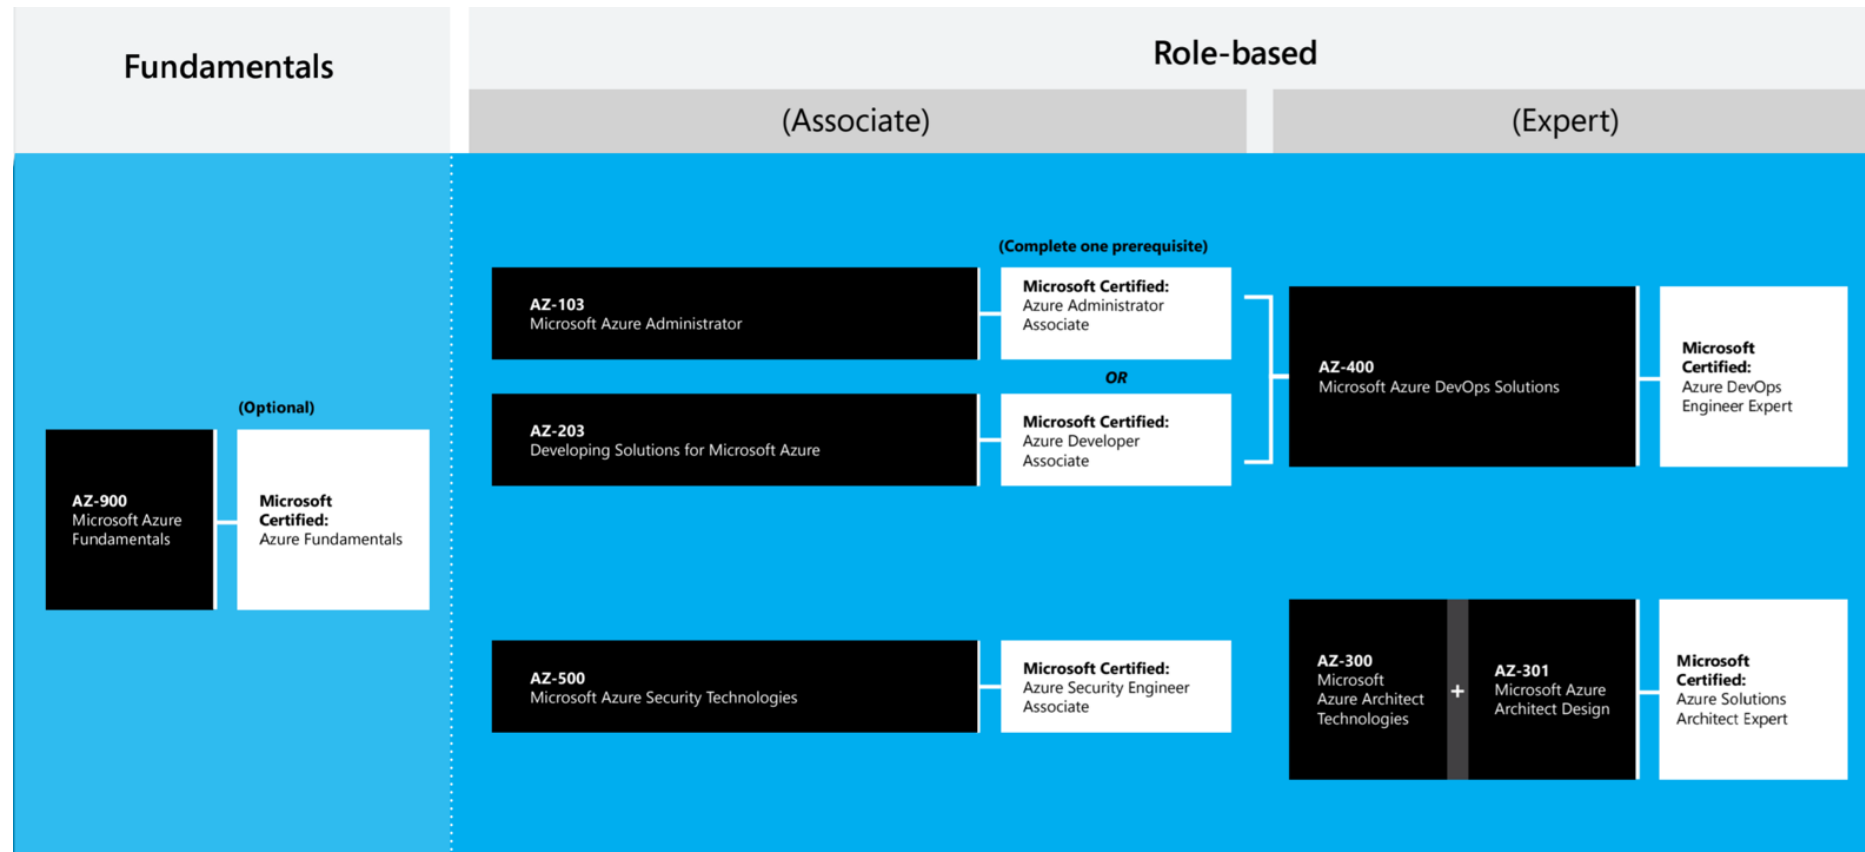 Fundamentals
Role-based
(Associate)
(Expert)
(Optional)
AZ-900
Microsoft Azure
Fundamentals
Microsoft
Certified:
Azure Fundamentals
(Complete one prerequisite)
AZ-103
Microsoft Azure Administrator
Microsoft Certified:
Azure Administrator
Associate
OR
AZ-203
Developing Solutions for Microsoft Azure
Microsoft Certified:
Azure Developer
Associate
AZ-400
Microsoft Azure DevOps Solutions
Microsoft
Certified:
Azure DevOps
Engineer Expert
AZ-500
Microsoft Azure Security Technologies
Microsoft Certified:
Azure Security Engineer
Associate
AZ-300
Microsoft
Azure Architect
Technologies
+
AZ-301
Microsoft Azure
Architect Design
Microsoft
Certified:
Azure Solutions
Architect Expert